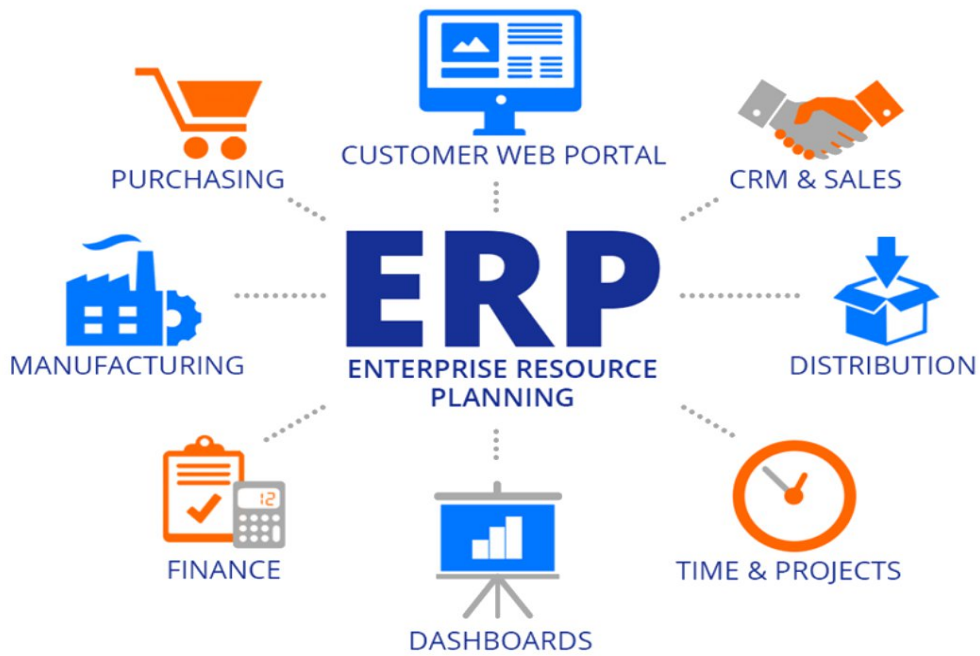 CUSTOMER WEB PORTAL
PURCHASING
CRM & SALES
ERP
ENTERPRISE RESOURCE
PLANNING
MANUFACTURING
DISTRIBUTION
12
FINANCE
TIME & PROJECTS
DASHBOARDS